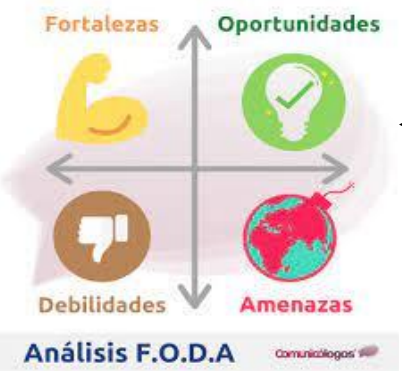 Fortalezas
Oportunidades
Debilidades
Amenazas
Análisis F.O.D.A
Comunicólogos